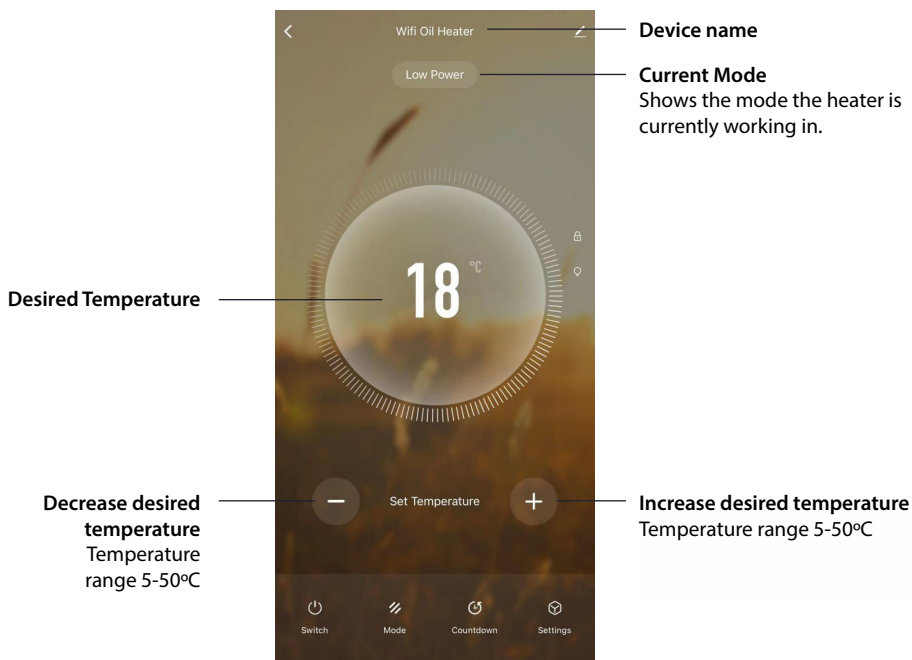 Wifi Oil Heater
Device name
Low Power
Current Mode
Shows the mode the heater is
currently working in.
18 °C
Desired Temperature
Decrease desired
temperature
Temperature
range 5-50ºC
Set Temperature
Increase desired temperature
Temperature range 5-50ºC
Switch
Mode
Countdown
Settings